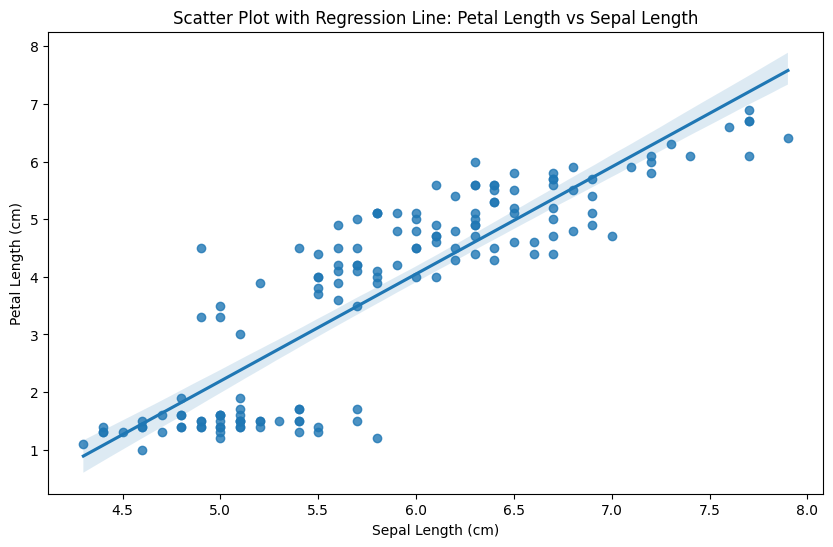 Scatter Plot with Regression Line: Petal Length vs Sepal Length
8
7
6
5
4
3
2
1
Petal Length (cm)
4.5 5.0 5.5 6.0 6.5 7.0 7.5 8.0
Sepal Length (cm)